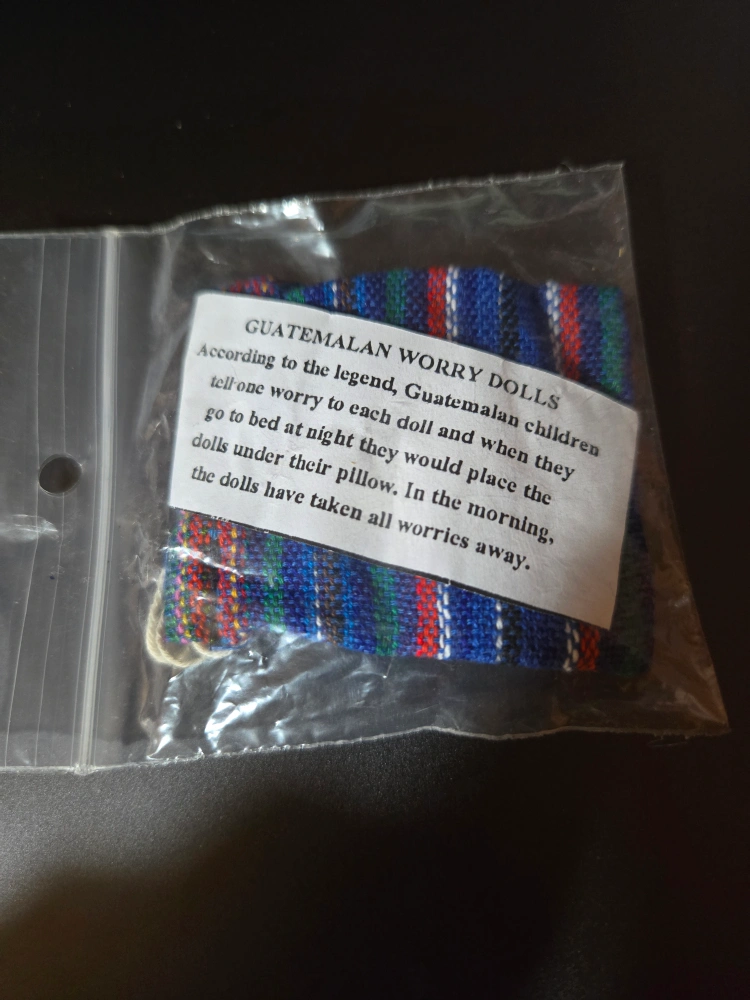 GUATEMALAN WORRY DOLLS
According to the legend, Guatemalan children
tell one worry to each doll and when they
go to bed at night they would place the
dolls under their pillow. In the morning,
the dolls have taken all worries away.